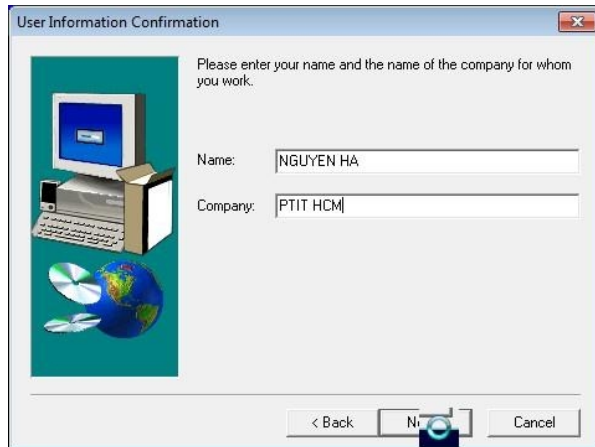 User Information Confirmation
Please enter your name and the name of the company for whom
you work.
Name: NGUYEN HA
Company: PTIT HCM
< Back
Cancel